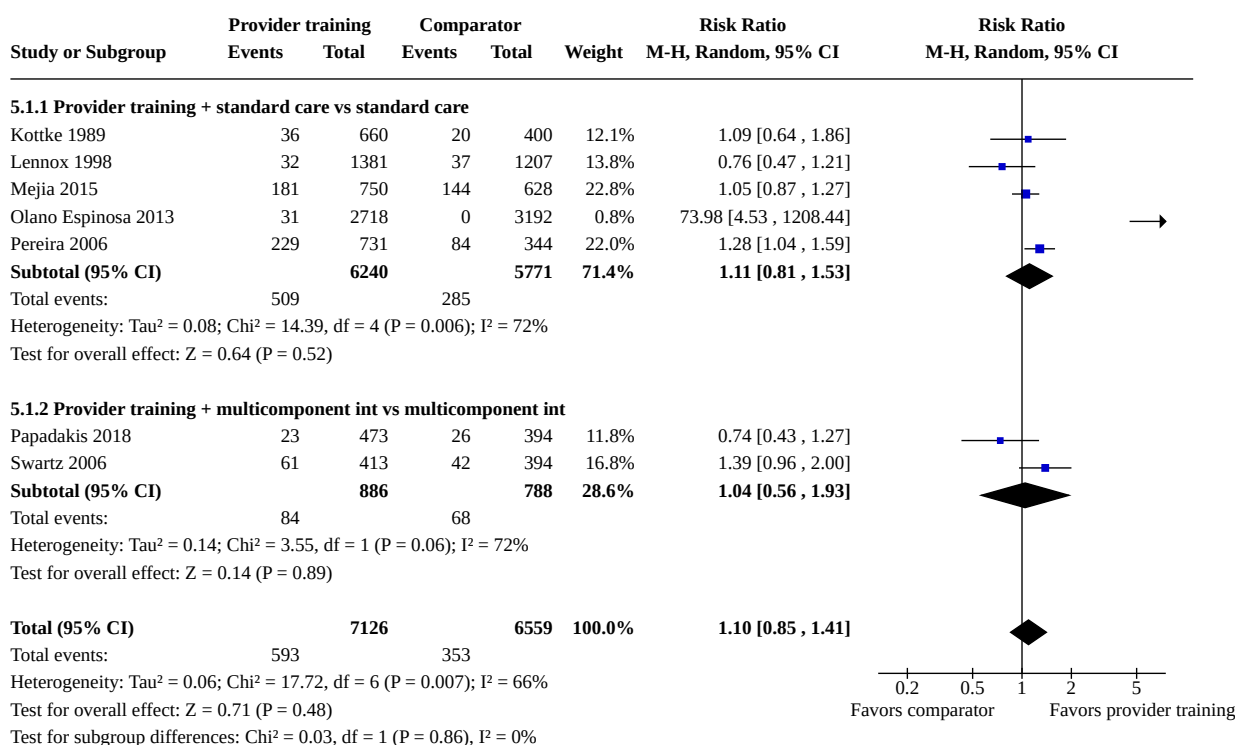 Provider training Comparator Risk Ratio Risk Ratio
Study or Subgroup Events Total Events Total Weight M-H, Random, 95% CI M-H, Random, 95% CI
5.1.1 Provider training + standard care vs standard care
Kottke 1989 36 660 20 400 12.1% 1.09 [0.64 , 1.86]
Lennox 1998 32 1381 37 1207 13.8% 0.76 [0.47 , 1.21]
Mejia 2015 181 750 144 628 22.8% 1.05 [0.87 , 1.27]
Olano Espinosa 2013 31 2718 0 3192 0.8% 73.98 [4.53 , 1208.44]
Pereira 2006 229 731 84 344 22.0% 1.28 [1.04 , 1.59]
Subtotal (95% CI) 6240 5771 71.4% 1.11 [0.81 , 1.53]
Total events: 509 285
Heterogeneity: Tau² = 0.08; Chi² = 14.39, df = 4 (P = 0.006); I² = 72%
Test for overall effect: Z = 0.64 (P = 0.52)
5.1.2 Provider training + multicomponent int vs multicomponent int
Papadakis 2018 23 473 26 394 11.8% 0.74 [0.43 , 1.27]
Swartz 2006 61 413 42 394 16.8% 1.39 [0.96 , 2.00]
Subtotal (95% CI) 886 788 28.6% 1.04 [0.56 , 1.93]
Total events: 84 68
Heterogeneity: Tau² = 0.14; Chi² = 3.55, df = 1 (P = 0.06); I² = 72%
Test for overall effect: Z = 0.14 (P = 0.89)
Total (95% CI) 7126 6559 100.0% 1.10 [0.85 , 1.41]
Total events: 593 353
Heterogeneity: Tau² = 0.06; Chi² = 17.72, df = 6 (P = 0.007); I² = 66%
0.2 0.5 1 2 5
Test for overall effect: Z = 0.71 (P = 0.48)
Favors comparator Favors provider training
Test for subgroup differences: Chi² = 0.03, df = 1 (P = 0.86), I² = 0%